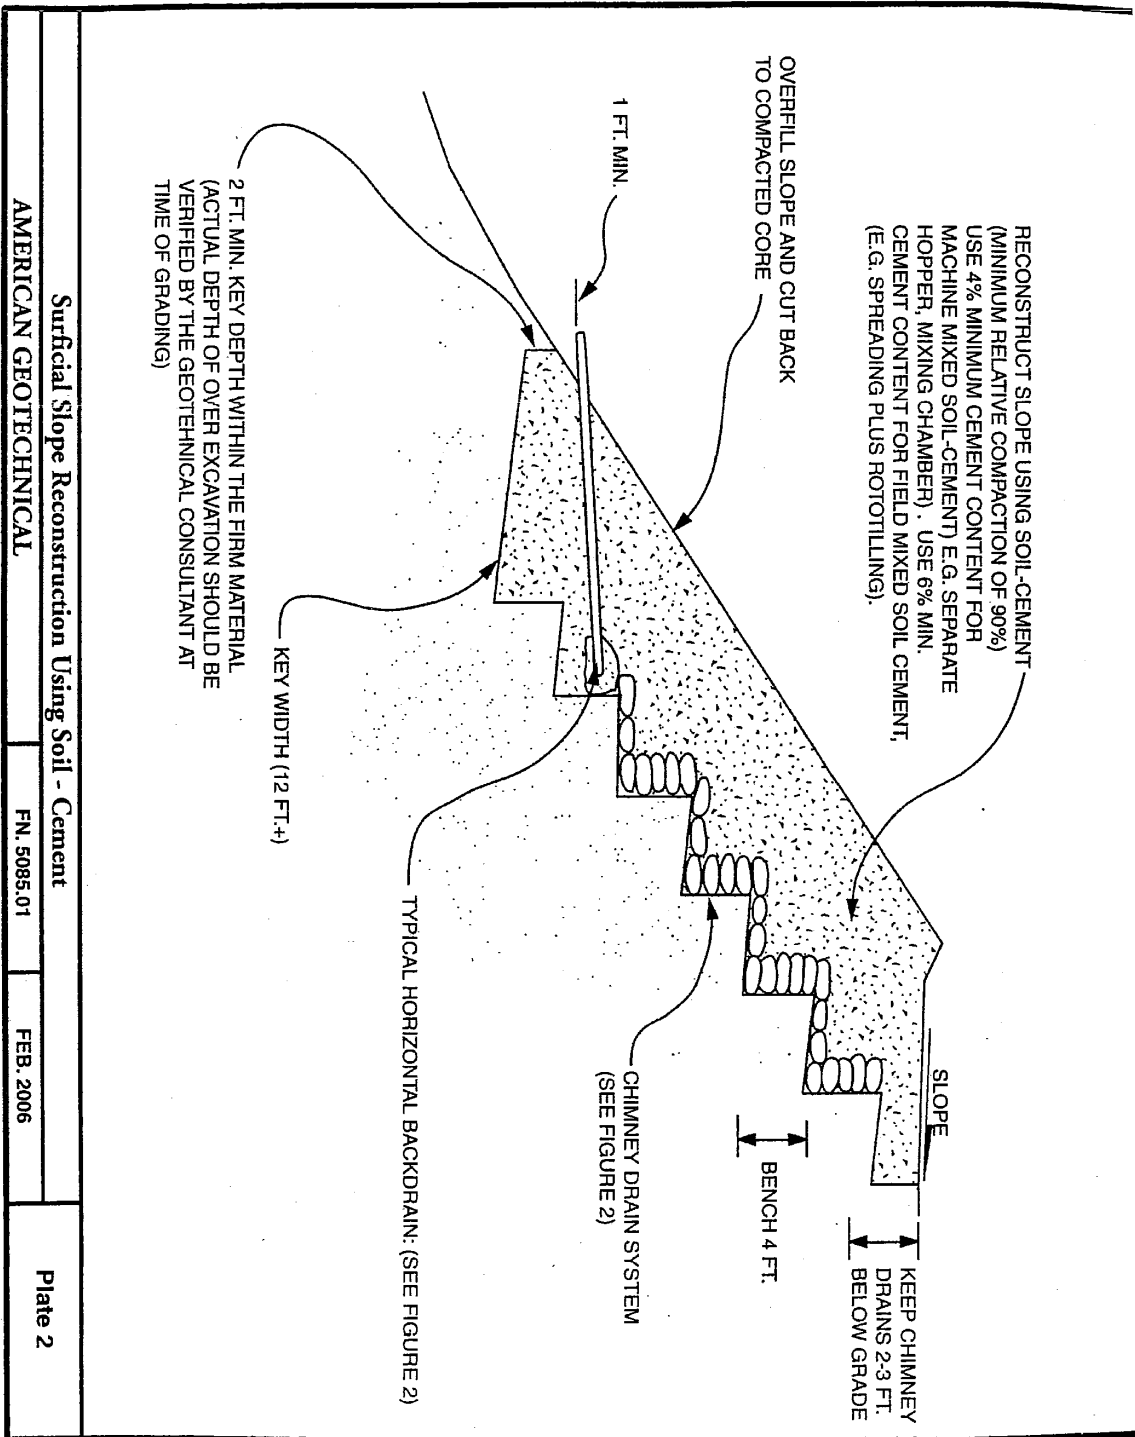 RECONSTRUCT SLOPE USING SOIL-CEMENT
(MINIMUM RELATIVE COMPACTION OF 90%)
USE 4% MINIMUM CEMENT CONTENT FOR
MACHINE MIXED SOIL-CEMENT) E.G. SEPARATE
HOPPER, MIXING CHAMBER) . USE 6% MIN.
CEMENT CONTENT FOR FIELD MIXED SOIL CEMENT,
(E.G. SPREADING PLUS ROTOTILLING).
OVERFILL SLOPE AND CUT BACK
TO COMPACTED CORE
1 FT. MIN.
SLOPE
KEEP CHIMNEY
DRAINS 2-3 FT.
BELOW GRADE
BENCH 4 FT.
CHIMNEY DRAIN SYSTEM
(SEE FIGURE 2)
TYPICAL HORIZONTAL BACKDRAIN: (SEE FIGURE 2)
KEY WIDTH (12 FT.+)
2 FT. MIN. KEY DEPTH WITHIN THE FIRM MATERIAL
(ACTUAL DEPTH OF OVER EXCAVATION SHOULD BE
VERIFIED BY THE GEOTEHNICAL CONSULTANT AT
TIME OF GRADING)
Surficial Slope Reconstruction Using Soil - Cement
AMERICAN GEOTECHNICAL
FN. 5085.01
FEB. 2006
Plate 2